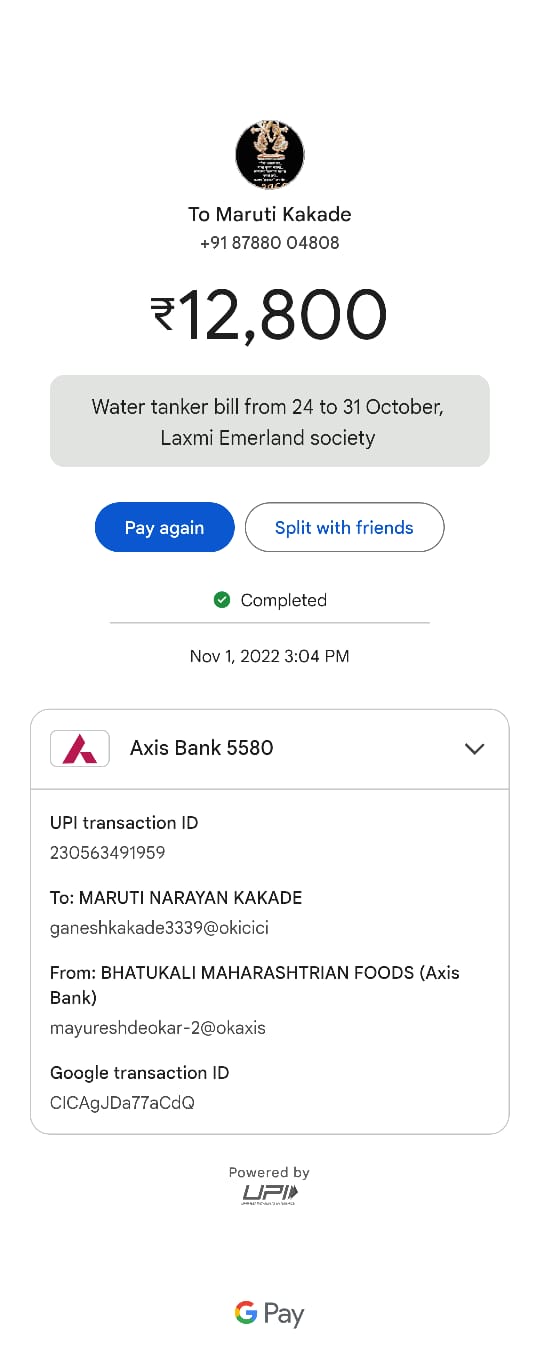 To Maruti Kakade
+91 87880 04808
₹12,800
Water tanker bill from 24 to 31 October,
Laxmi Emerland society
Pay again
Split with friends
Completed
Nov 1, 2022 3:04 PM
Axis Bank 5580
UPI transaction ID
230563491959
To: MARUTI NARAYAN KAKADE
ganeshkakade3339@okicici
From: BHATUKALI MAHARASHTRIAN FOODS (Axis
Bank)
mayureshdeokar-2@okaxis
Google transaction ID
CICAgJDa77aCdQ
Powered by
UPI
G Pay